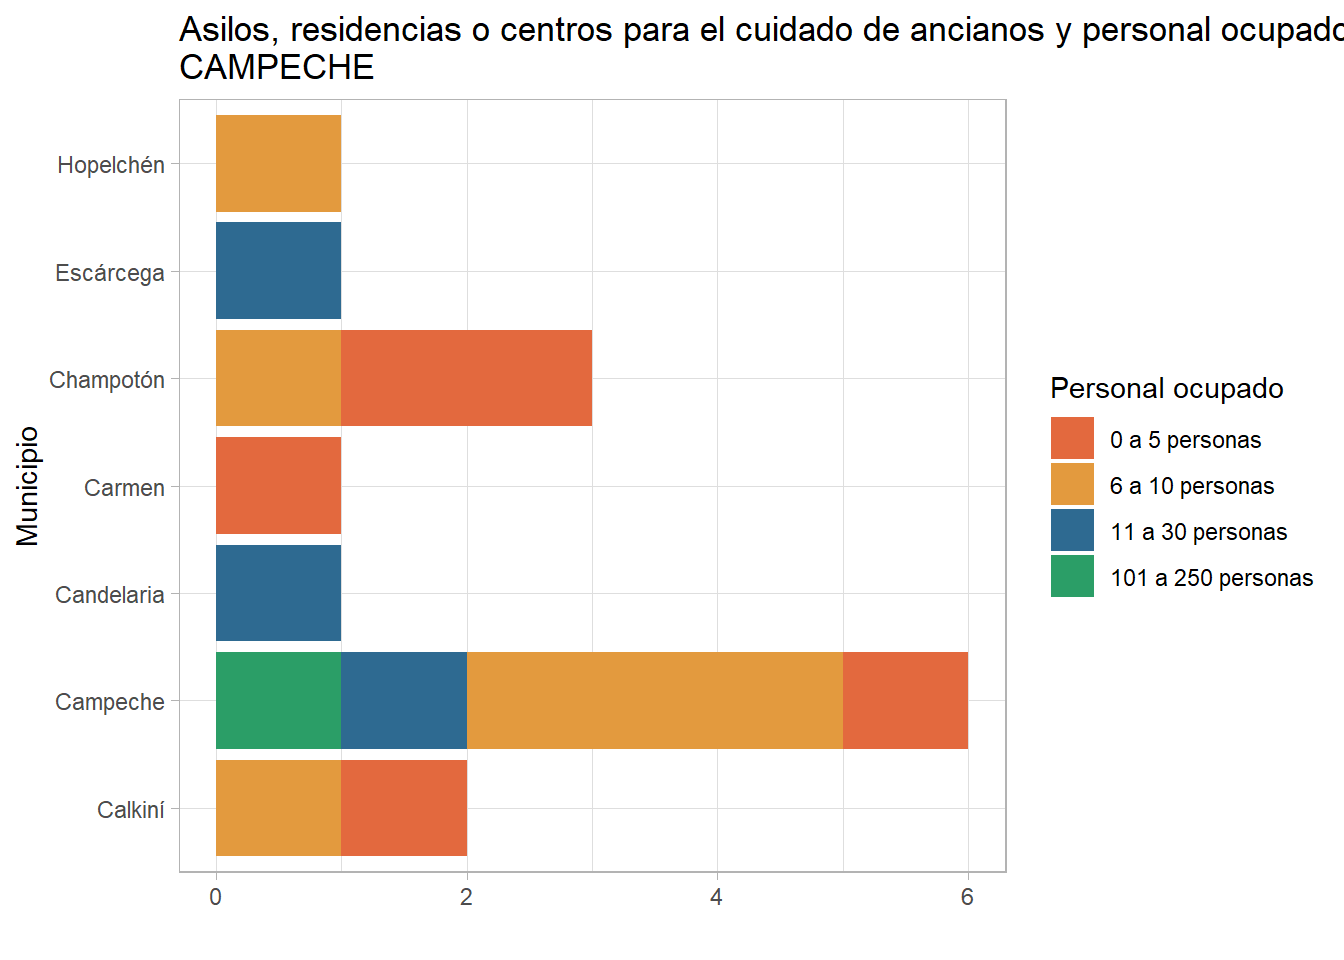 Asilos, residencias o centros para el cuidado de ancianos y personal ocupado
CAMPECHE
Hopelchén
Escárcega
Champotón
Carmen
Candelaria
Campeche
Calkiní
Municipio
0 2 4 6
Personal ocupado
0 a 5 personas
6 a 10 personas
11 a 30 personas
101 a 250 personas